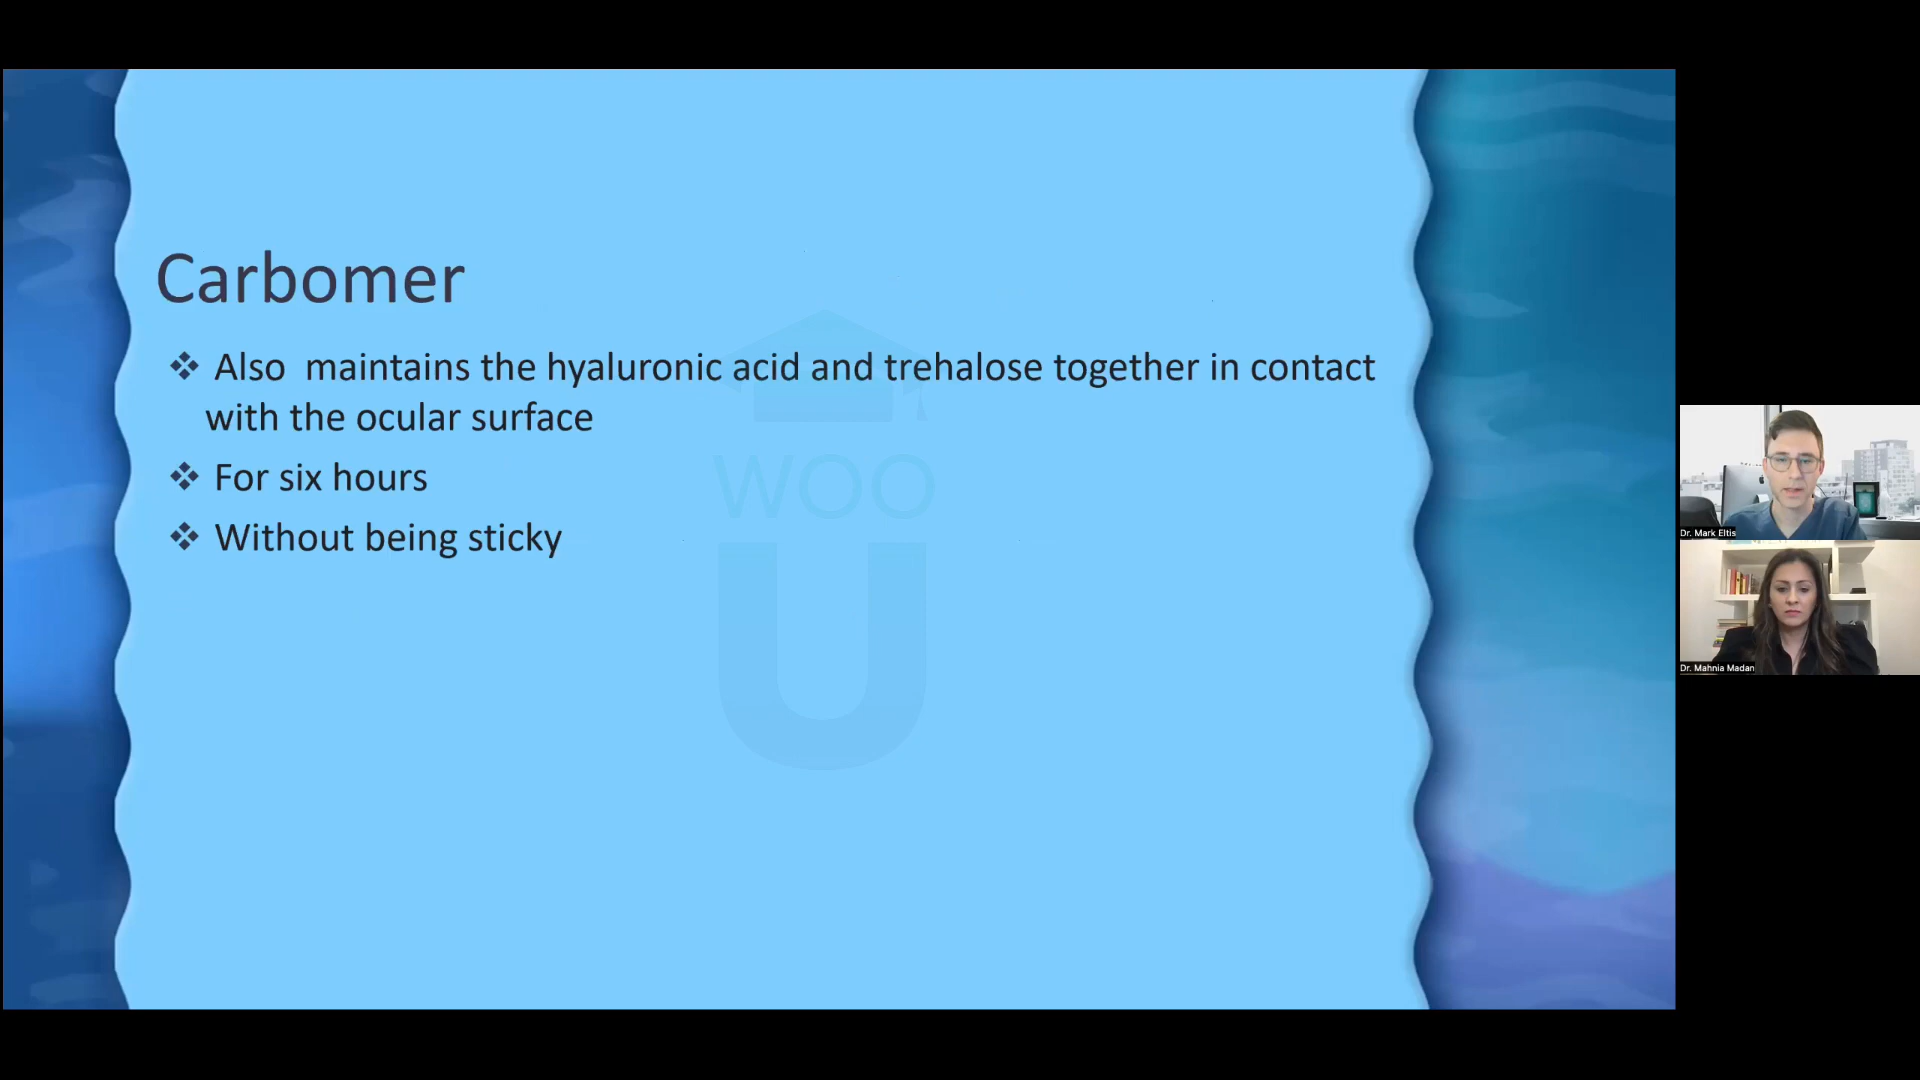 Carbomer
❖ Also  maintains the hyaluronic acid and trehalose together in contact
with the ocular surface
❖ For six hours
❖ Without being sticky
WOO
U
Dr. Mark Eltis
Dr. Mahnia Madan